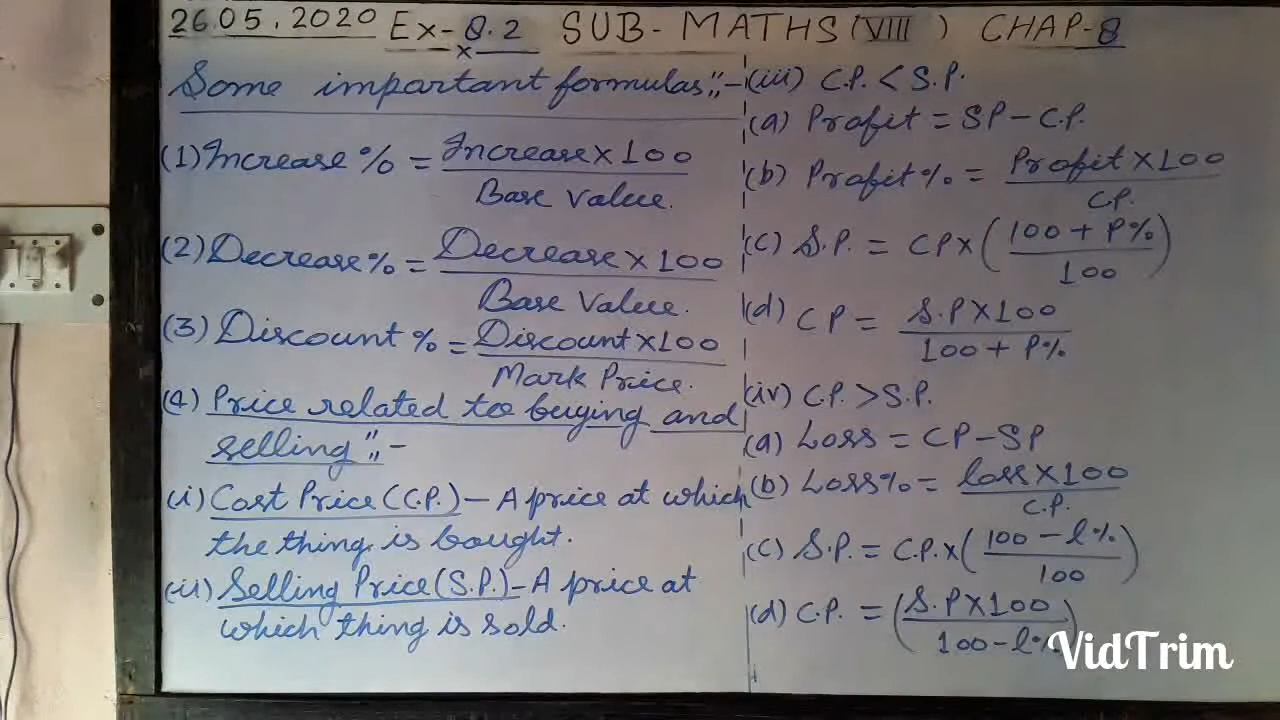 26.05.2020 Ex-8.2 SUB- MATHS (VIII) CHAP-8
x
Some important formulas:-
(1) Increase % = Increase x 100
Base Value.
(2) Decrease % = Decrease x 100
Base Value.
(3) Discount % = Discount x 100
Mark Price.
(4) Price related to buying and
selling:-
(i) Cost Price (C.P.) - A price at which
the thing is bought.
(ii) Selling Price (S.P.) - A price at
which thing is sold.
(iii) C.P. < S.P.
(a) Profit = SP - C.P.
(b) Profit % = Profit x 100
CP.
(c) S.P. = CP x (100 + P%
100)
(d) CP = S.P x 100
100 + P%
(iv) C.P. > S.P.
(a) Loss = CP - SP
(b) Loss % = loss x 100
C.P.
(c) S.P. = C.P. x (100 - l%
100)
(d) C.P. = (S.P x 100
100 - l%)
VidTrim